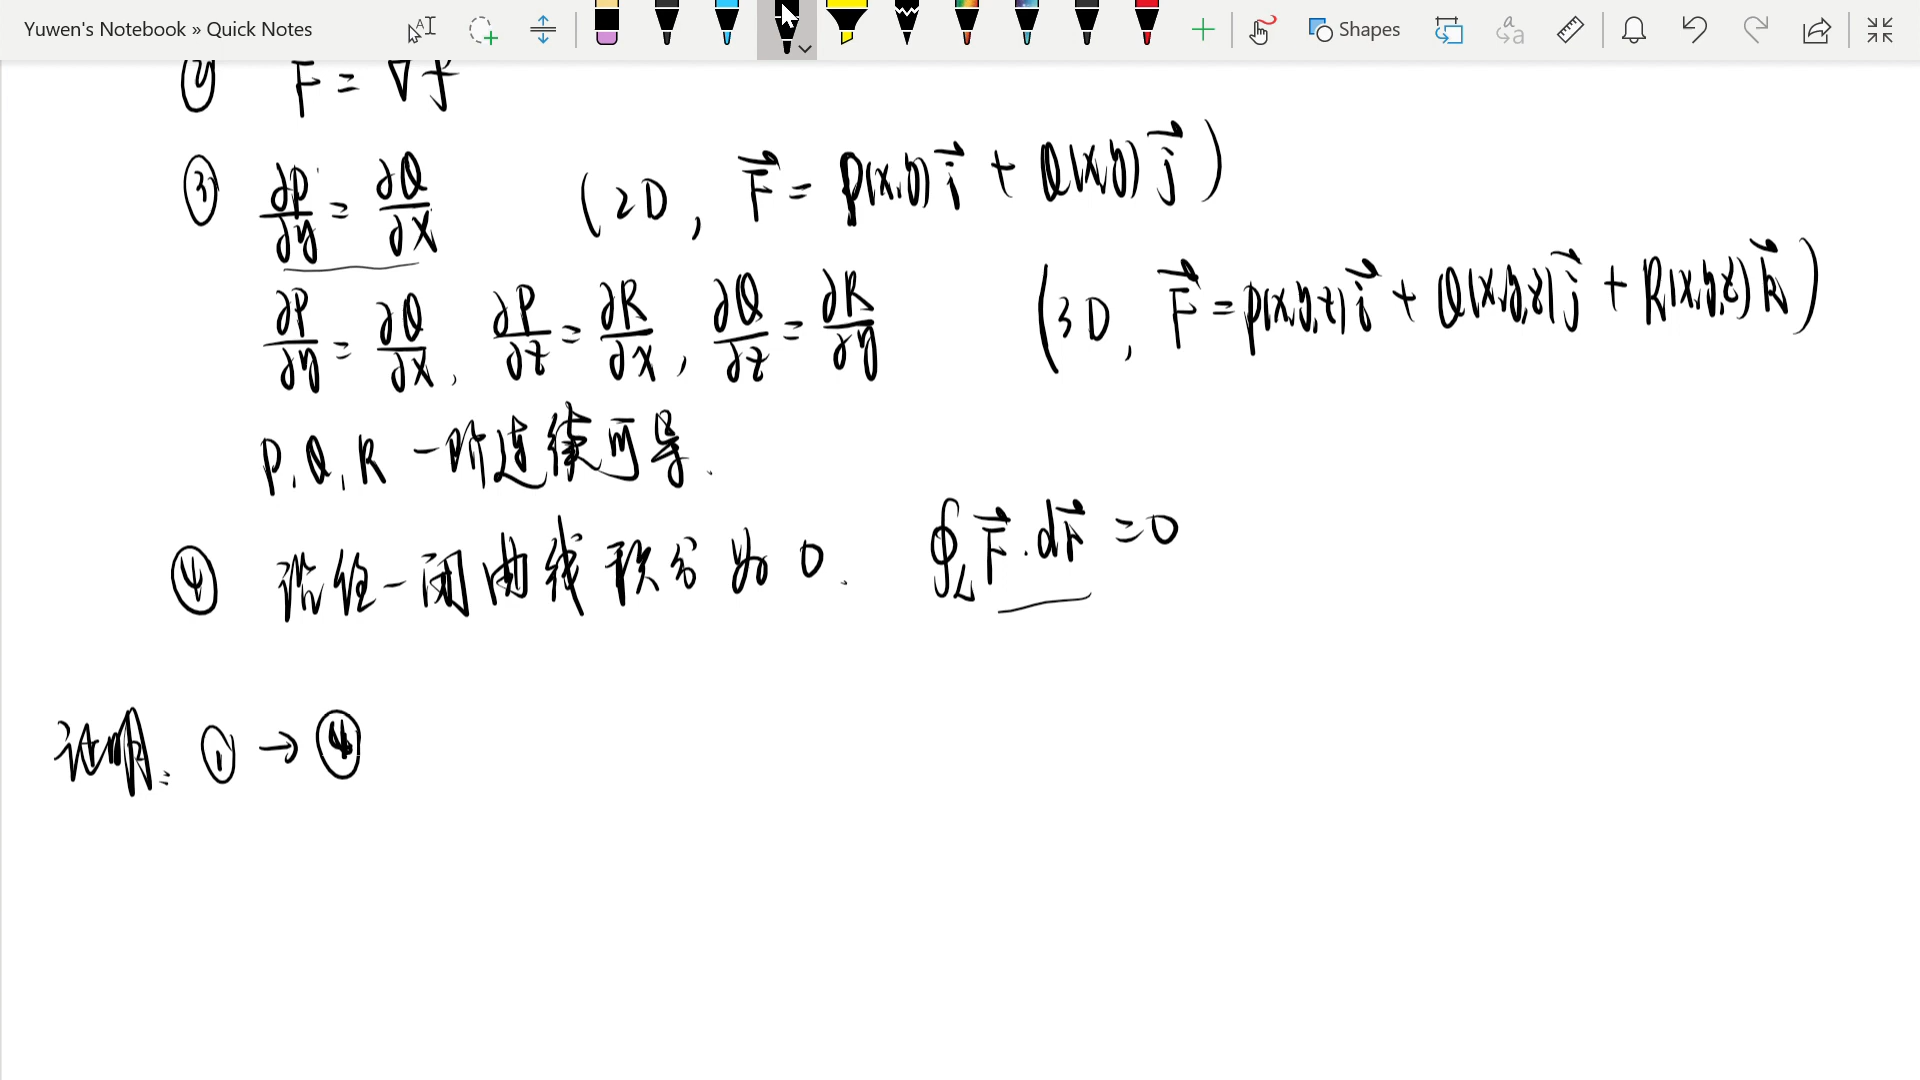 Yuwen's Notebook » Quick Notes Shapes
② F = ∇f
③ ∂P/∂y = ∂Q/∂x (2D, F⃗ = P(x,y) i⃗ + Q(x,y) j⃗)
∂P/∂y = ∂Q/∂x, ∂P/∂z = ∂R/∂x, ∂Q/∂z = ∂R/∂y (3D, F⃗ = P(x,y,z) i⃗ + Q(x,y,z) j⃗ + R(x,y,z) k⃗)
P,Q,R 一阶连续可导.
④ 沿任一闭曲线积分为 0. ∮_L F⃗·dr⃗ = 0
证明: ① → ④